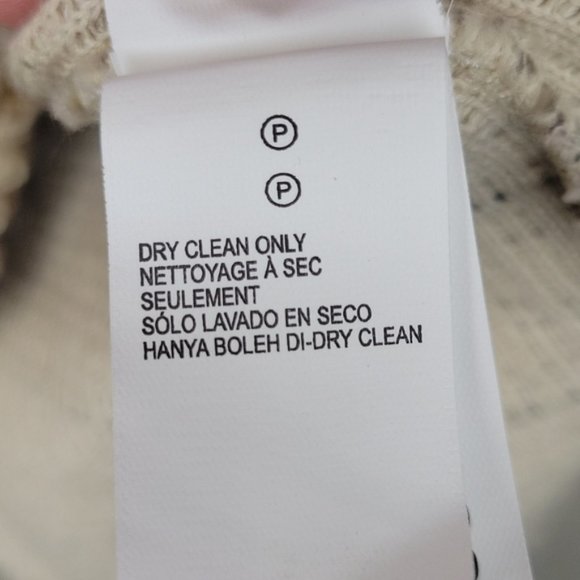 P
P
DRY CLEAN ONLY
NETTOYAGE À SEC
SEULEMENT
SÓLO LAVADO EN SECO
HANYA BOLEH DI-DRY CLEAN